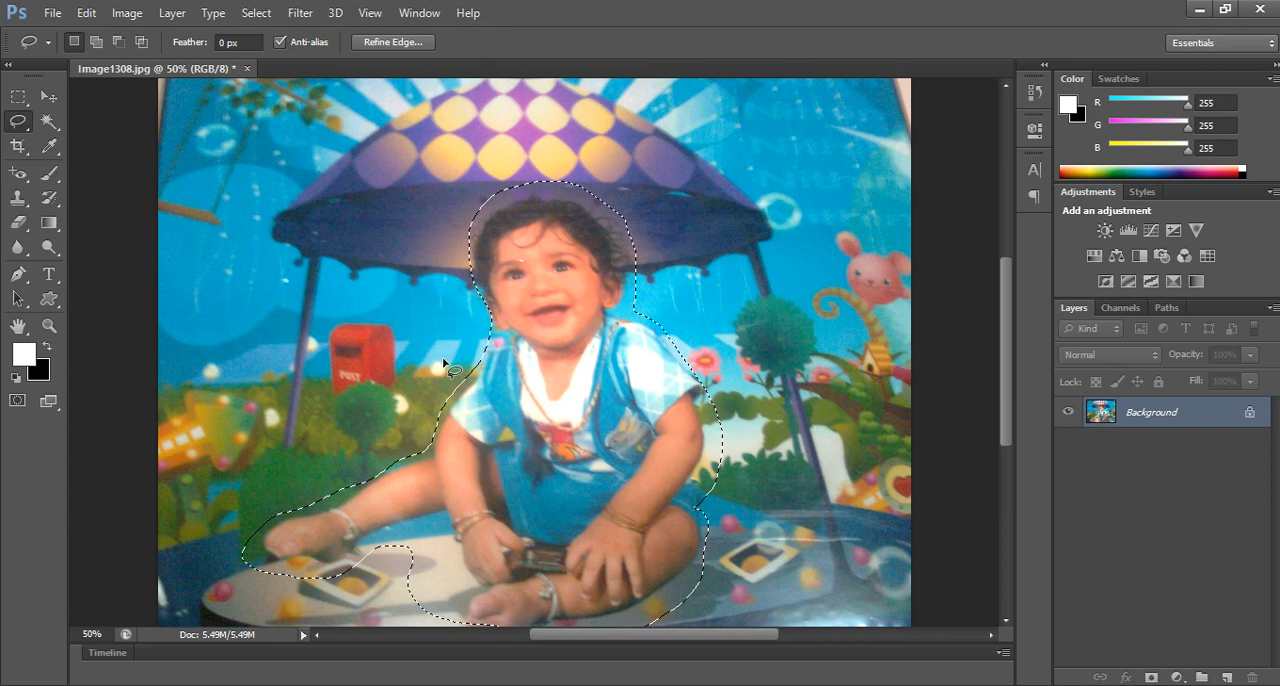 Ps File Edit Image Layer Type Select Filter 3D View Window Help
Feather: 0 px Anti-alias Refine Edge... Essentials
Image1308.jpg @ 50% (RGB/8) * ×
Color Swatches
R 255
G 255
B 255
Adjustments Styles
Add an adjustment
Layers Channels Paths
Kind
Normal Opacity: 100%
Lock: Fill: 100%
Background
POST
50% Doc: 5.49M/5.49M
Timeline
fx